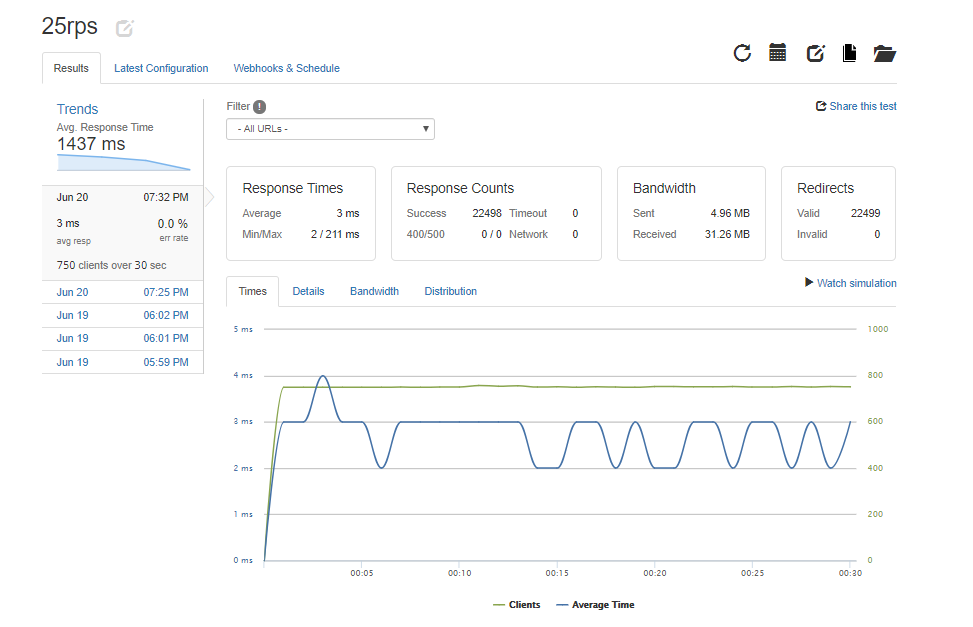 25rps
Results Latest Configuration Webhooks & Schedule
Trends
Avg. Response Time
1437 ms
Jun 20 07:32 PM
3 ms 0.0 %
avg resp err rate
750 clients over 30 sec
Jun 20 07:25 PM
Jun 19 06:02 PM
Jun 19 06:01 PM
Jun 19 05:59 PM
Filter !
Share this test
- All URLs -
Response Times
Average 3 ms
Min/Max 2 / 211 ms
Response Counts
Success 22498 Timeout 0
400/500 0 / 0 Network 0
Bandwidth
Sent 4.96 MB
Received 31.26 MB
Redirects
Valid 22499
Invalid 0
Times Details Bandwidth Distribution
Watch simulation
5 ms 1000
4 ms 800
3 ms 600
2 ms 400
1 ms 200
0 ms 0
00:05 00:10 00:15 00:20 00:25 00:30
Clients Average Time